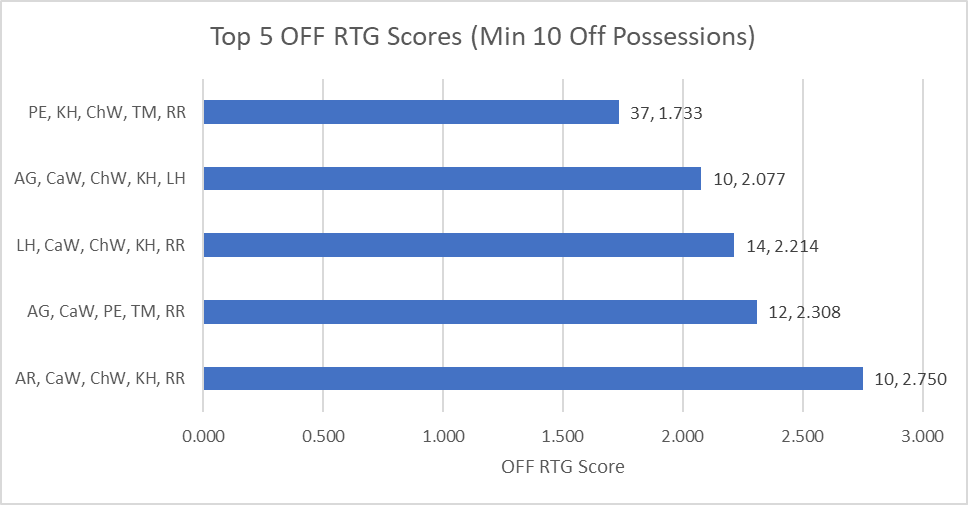 Top 5 OFF RTG Scores (Min 10 Off Possessions)
PE, KH, ChW, TM, RR
37, 1.733
AG, CaW, ChW, KH, LH
10, 2.077
LH, CaW, ChW, KH, RR
14, 2.214
AG, CaW, PE, TM, RR
12, 2.308
AR, CaW, ChW, KH, RR
10, 2.750
0.000 0.500 1.000 1.500 2.000 2.500 3.000
OFF RTG Score